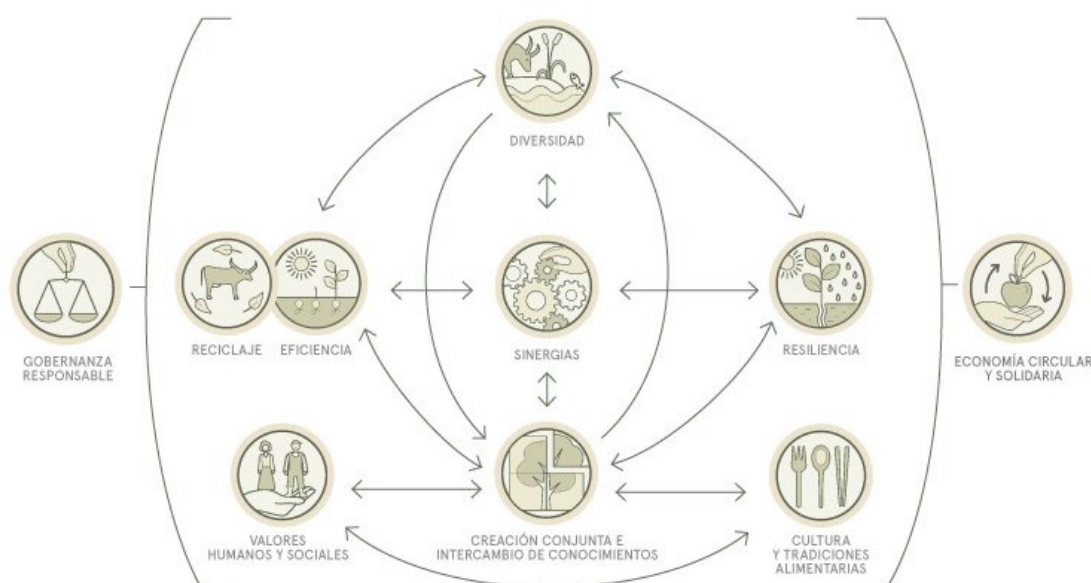 DIVERSIDAD
GOBERNANZA
RESPONSABLE
RECICLAJE
EFICIENCIA
SINERGIAS
RESILIENCIA
ECONOMÍA CIRCULAR
Y SOLIDARIA
VALORES
HUMANOS Y SOCIALES
CREACIÓN CONJUNTA E
INTERCAMBIO DE CONOCIMIENTOS
CULTURA
Y TRADICIONES
ALIMENTARIAS